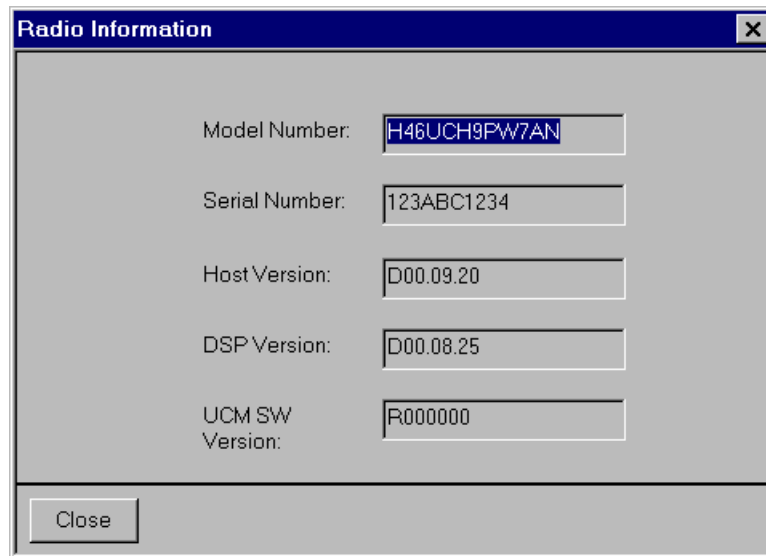 Radio Information
Model Number: H46UCH9PW7AN
Serial Number: 123ABC1234
Host Version: D00.09.20
DSP Version: D00.08.25
UCM SW R000000
Version:
Close